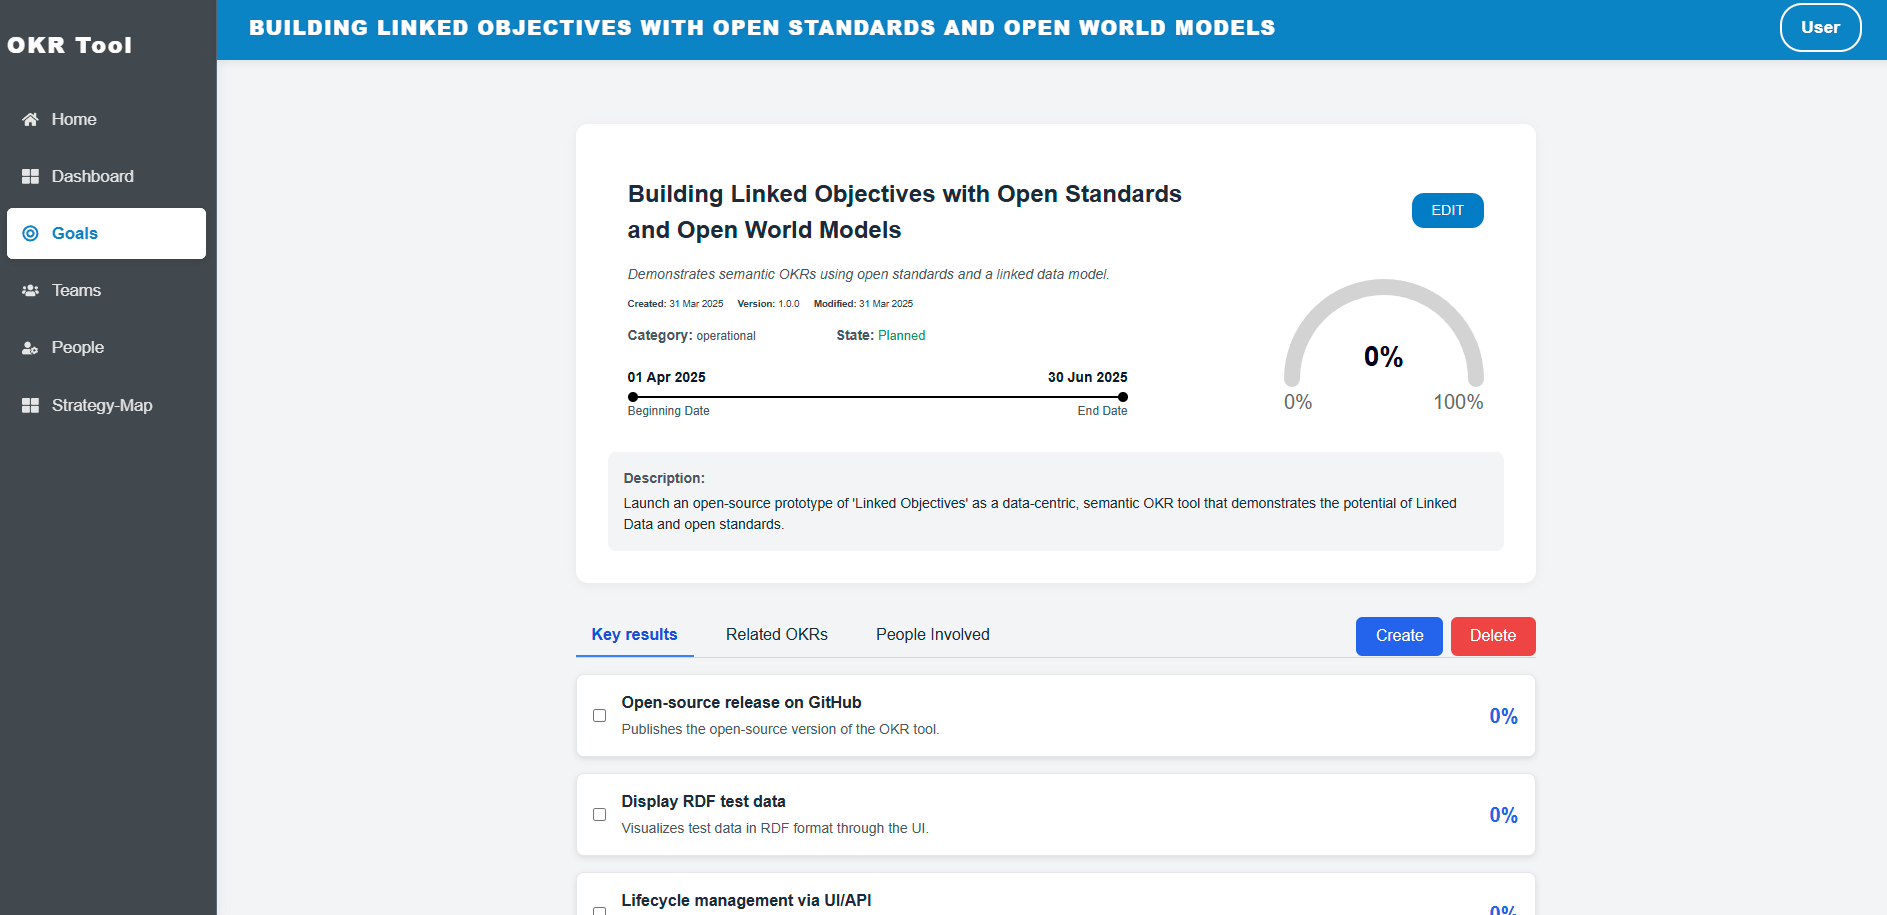 OKR Tool
Home
Dashboard
Goals
Teams
People
Strategy-Map
BUILDING LINKED OBJECTIVES WITH OPEN STANDARDS AND OPEN WORLD MODELS
User
Building Linked Objectives with Open Standards
and Open World Models
EDIT
Demonstrates semantic OKRs using open standards and a linked data model.
Created: 31 Mar 2025 Version: 1.0.0 Modified: 31 Mar 2025
Category: operational State: Planned
01 Apr 2025 30 Jun 2025
Beginning Date End Date
0%
0% 100%
Description:
Launch an open-source prototype of 'Linked Objectives' as a data-centric, semantic OKR tool that demonstrates the potential of Linked
Data and open standards.
Key results Related OKRs People Involved
Create Delete
Open-source release on GitHub
Publishes the open-source version of the OKR tool.
0%
Display RDF test data
Visualizes test data in RDF format through the UI.
0%
Lifecycle management via UI/API
0%